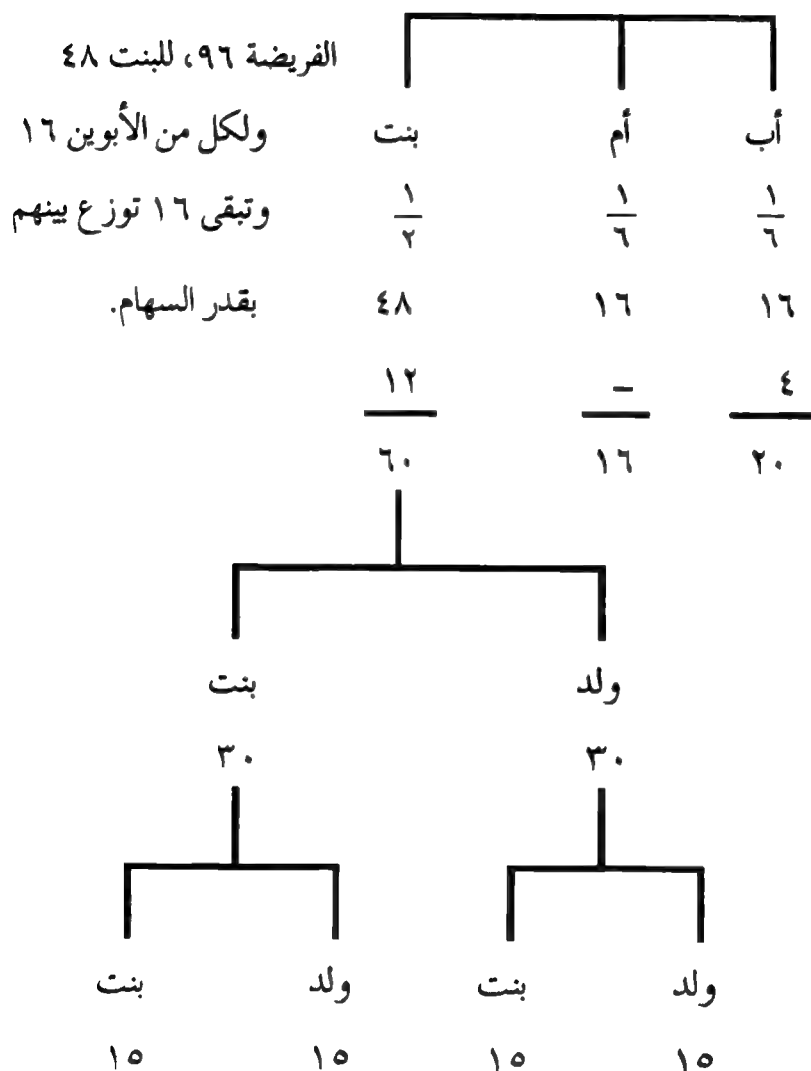 الفريضة ٩٦، للبنت ٤٨
ولكل من الأبوين ١٦
وتبقى ١٦ توزع بينهم
بقدر السهام.
أب أم بنت
١/٦ ١/٦ ١/٢
١٦ ١٦ ٤٨
٤ – ١٢
٢٠ ١٦ ٦٠
ولد بنت
٣٠ ٣٠
ولد بنت ولد بنت
١٥ ١٥ ١٥ ١٥